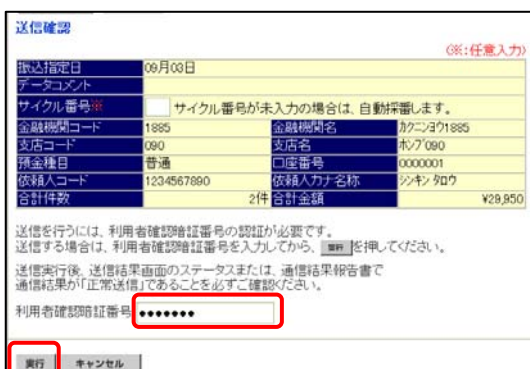 送信確認
(※:任意入力)
振込指定日 09月03日
データコメント
サイクル番号※ サイクル番号が未入力の場合は、自動採番します。
金融機関コード 1885 金融機関名 カクニンヨウ1885
支店コード 090 支店名 ホンテ゛090
預金種目 普通 口座番号 0000001
依頼人コード 1234567890 依頼人カナ名称 シンキン タロウ
合計件数 2件 合計金額 ¥29,950
送信を行うには、利用者確認暗証番号の認証が必要です。
送信する場合は、利用者確認暗証番号を入力してから、 実行 を押してください。
送信実行後、送信結果画面のステータスまたは、通信結果報告書で
通信結果が「正常送信」であることを必ずご確認ください。
利用者確認暗証番号 ●●●●●●●
実行 キャンセル